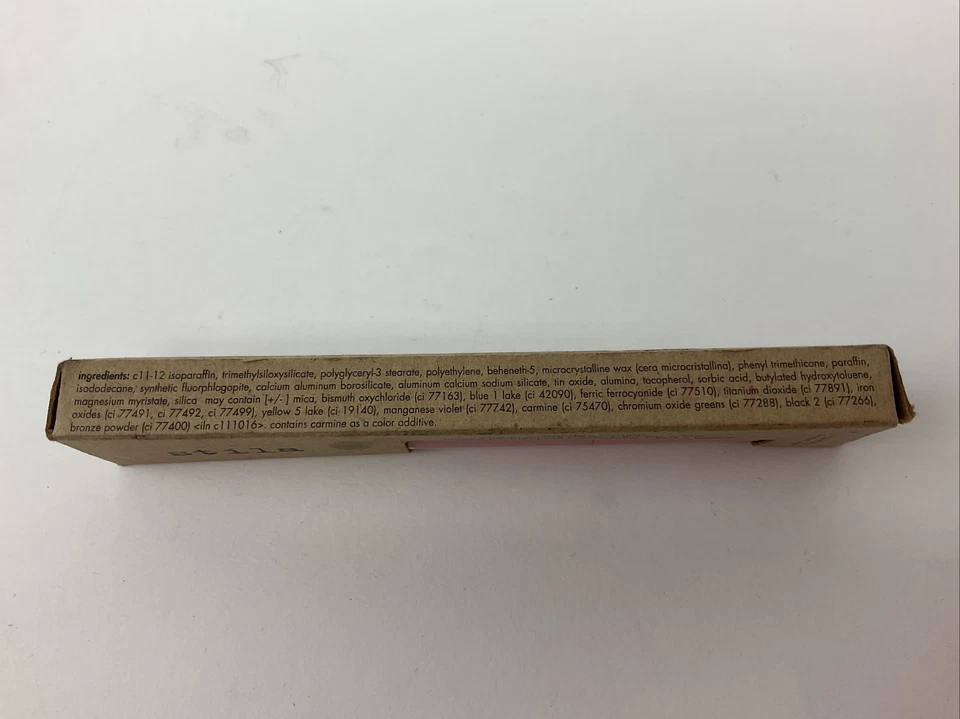 ingredients: c11-12 isoparaffin, trimethylsiloxysilicate, polyglyceryl-3 stearate, polyethylene, beheneth-5, microcrystalline wax (cera microcristallina), phenyl trimethicone, paraffin,
isododecane, synthetic fluorphlogopite, calcium aluminum borosilicate, aluminum calcium sodium silicate, tin oxide, alumina, tocopherol, sorbic acid, butylated hydroxytoluene,
magnesium myristate, silica may contain [+/- ] mica, bismuth oxychloride (ci 77163), blue 1 lake (ci 42090), ferric ferrocyanide (ci 77510), titanium dioxide (ci 77891), iron
oxides (ci 77491, ci 77492, ci 77499), yellow 5 lake (ci 19140), manganese violet (ci 77742), carmine (ci 75470), chromium oxide greens (ci 77288), black 2 (ci 77266),
bronze powder (ci 77400) <iln c111016>. contains carmine as a color additive.
stila